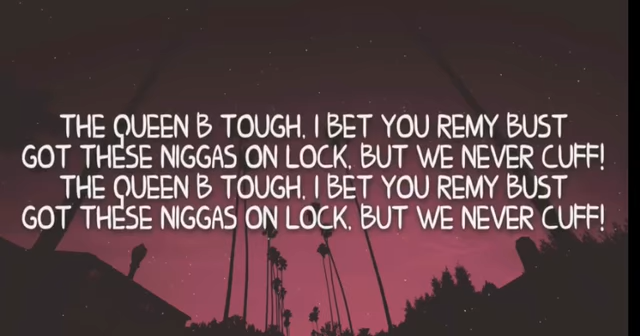 THE QUEEN B TOUGH, I BET YOU REMY BUST
GOT THESE NIGGAS ON LOCK, BUT WE NEVER CUFF!
THE QUEEN B TOUGH, I BET YOU REMY BUST
GOT THESE NIGGAS ON LOCK, BUT WE NEVER CUFF!